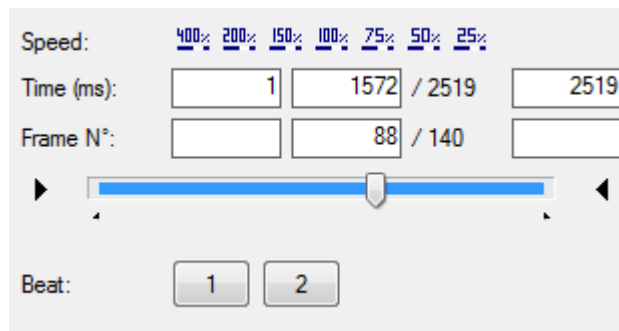 Speed: 400% 200% 150% 100% 75% 50% 25%
Time (ms): 1 1572 / 2519 2519
Frame N°: 88 / 140
Beat: 1 2